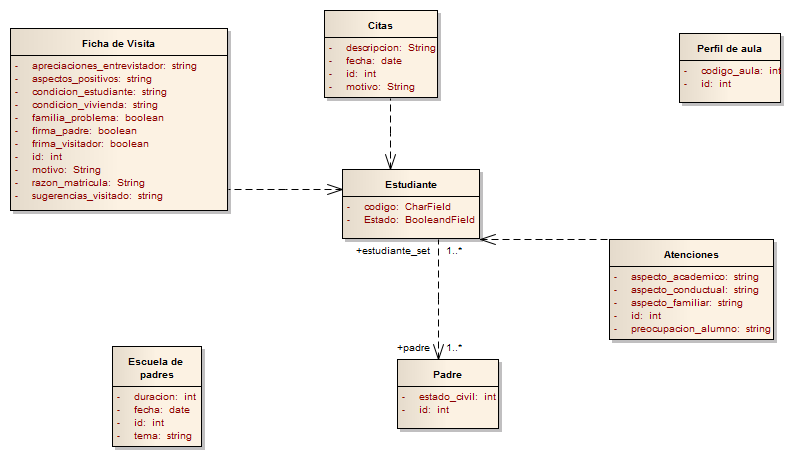 Ficha de Visita
- apreciaciones_entrevistador: string
- aspectos_positivos: string
- condicion_estudiante: string
- condicion_vivienda: string
- familia_problema: boolean
- firma_padre: boolean
- frima_visitador: boolean
- id: int
- motivo: String
- razon_matricula: String
- sugerencias_visitado: string
Citas
- descripcion: String
- fecha: date
- id: int
- motivo: String
Perfil de aula
- codigo_aula: int
- id: int
Estudiante
- codigo: CharField
- Estado: BooleandField
+estudiante_set 1..*
Atenciones
- aspecto_academico: string
- aspecto_conductual: string
- aspecto_familiar: string
- id: int
- preocupacion_alumno: string
+padre 1..*
Padre
- estado_civil: int
- id: int
Escuela de
padres
- duracion: int
- fecha: date
- id: int
- tema: string